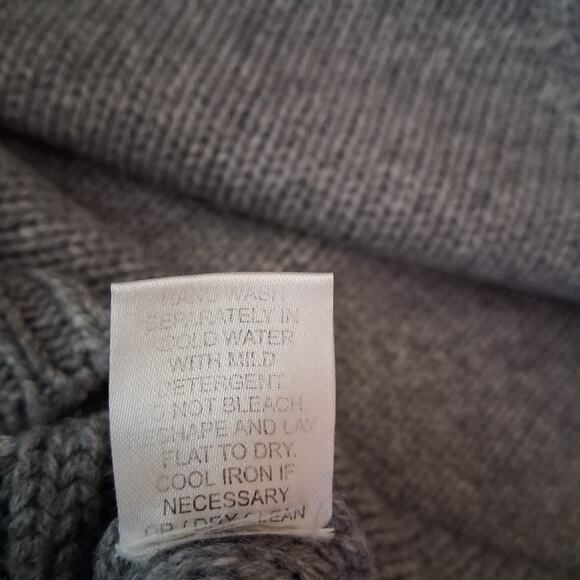 HAND WASH
SEPARATELY IN
COLD WATER
WITH MILD
DETERGENT.
DO NOT BLEACH.
RESHAPE AND LAY
FLAT TO DRY.
COOL IRON IF
NECESSARY
OR / DRY CLEAN